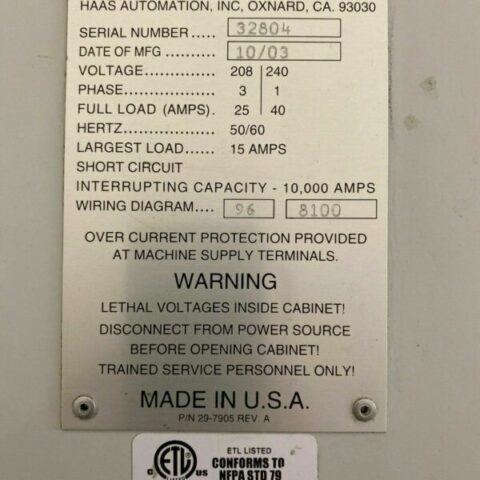 HAAS AUTOMATION, INC, OXNARD, CA. 93030
SERIAL NUMBER ..... 32804
DATE OF MFG ..... 10/03
VOLTAGE............... 208 240
PHASE.................. 3 1
FULL LOAD (AMPS). 25 40
HERTZ.................. 50/60
LARGEST LOAD...... 15 AMPS
SHORT CIRCUIT
INTERRUPTING CAPACITY - 10,000 AMPS
WIRING DIAGRAM.... 96 8100
OVER CURRENT PROTECTION PROVIDED
AT MACHINE SUPPLY TERMINALS.
WARNING
LETHAL VOLTAGES INSIDE CABINET!
DISCONNECT FROM POWER SOURCE
BEFORE OPENING CABINET!
TRAINED SERVICE PERSONNEL ONLY!
MADE IN U.S.A.
P/N 29-7905 REV. A
ETL LISTED
C ETL US CONFORMS TO
NFPA STD 79